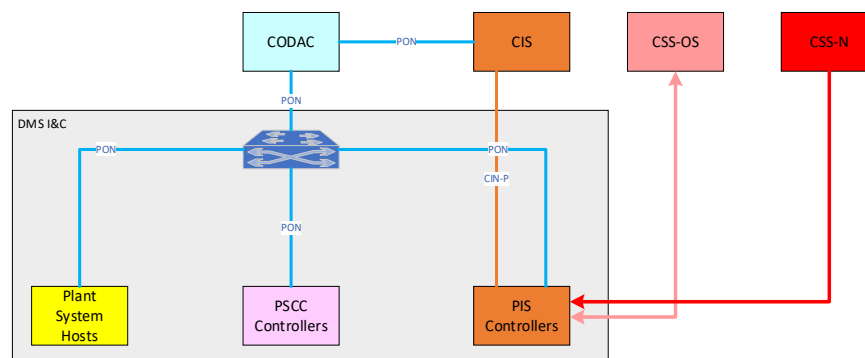 CODAC
PON
CIS
CSS-OS
CSS-N
PON
DMS I&C
PON
PON
CIN-P
PON
Plant
System
Hosts
PSCC
Controllers
PIS
Controllers